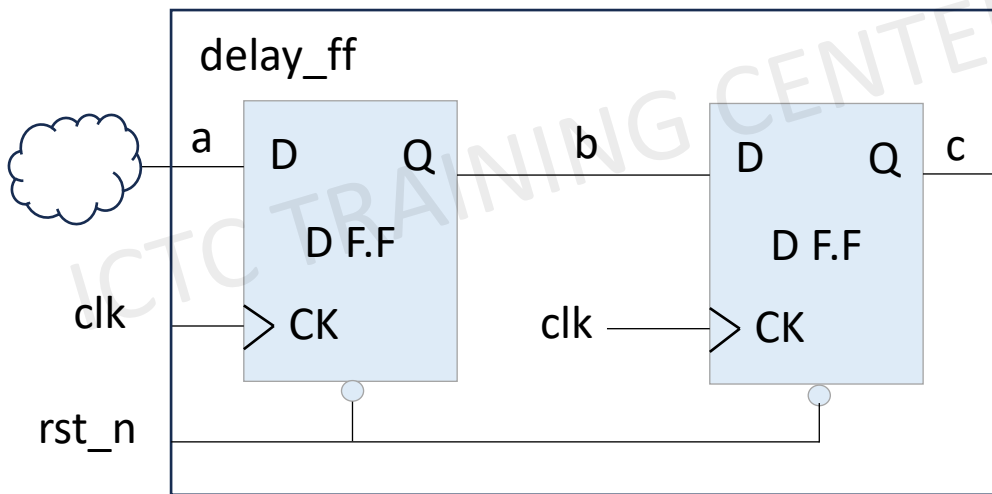 delay_ff
a
D
Q
b
D
Q
c
D F.F
D F.F
clk
CK
clk
CK
rst_n
ICTC TRAINING CENTER